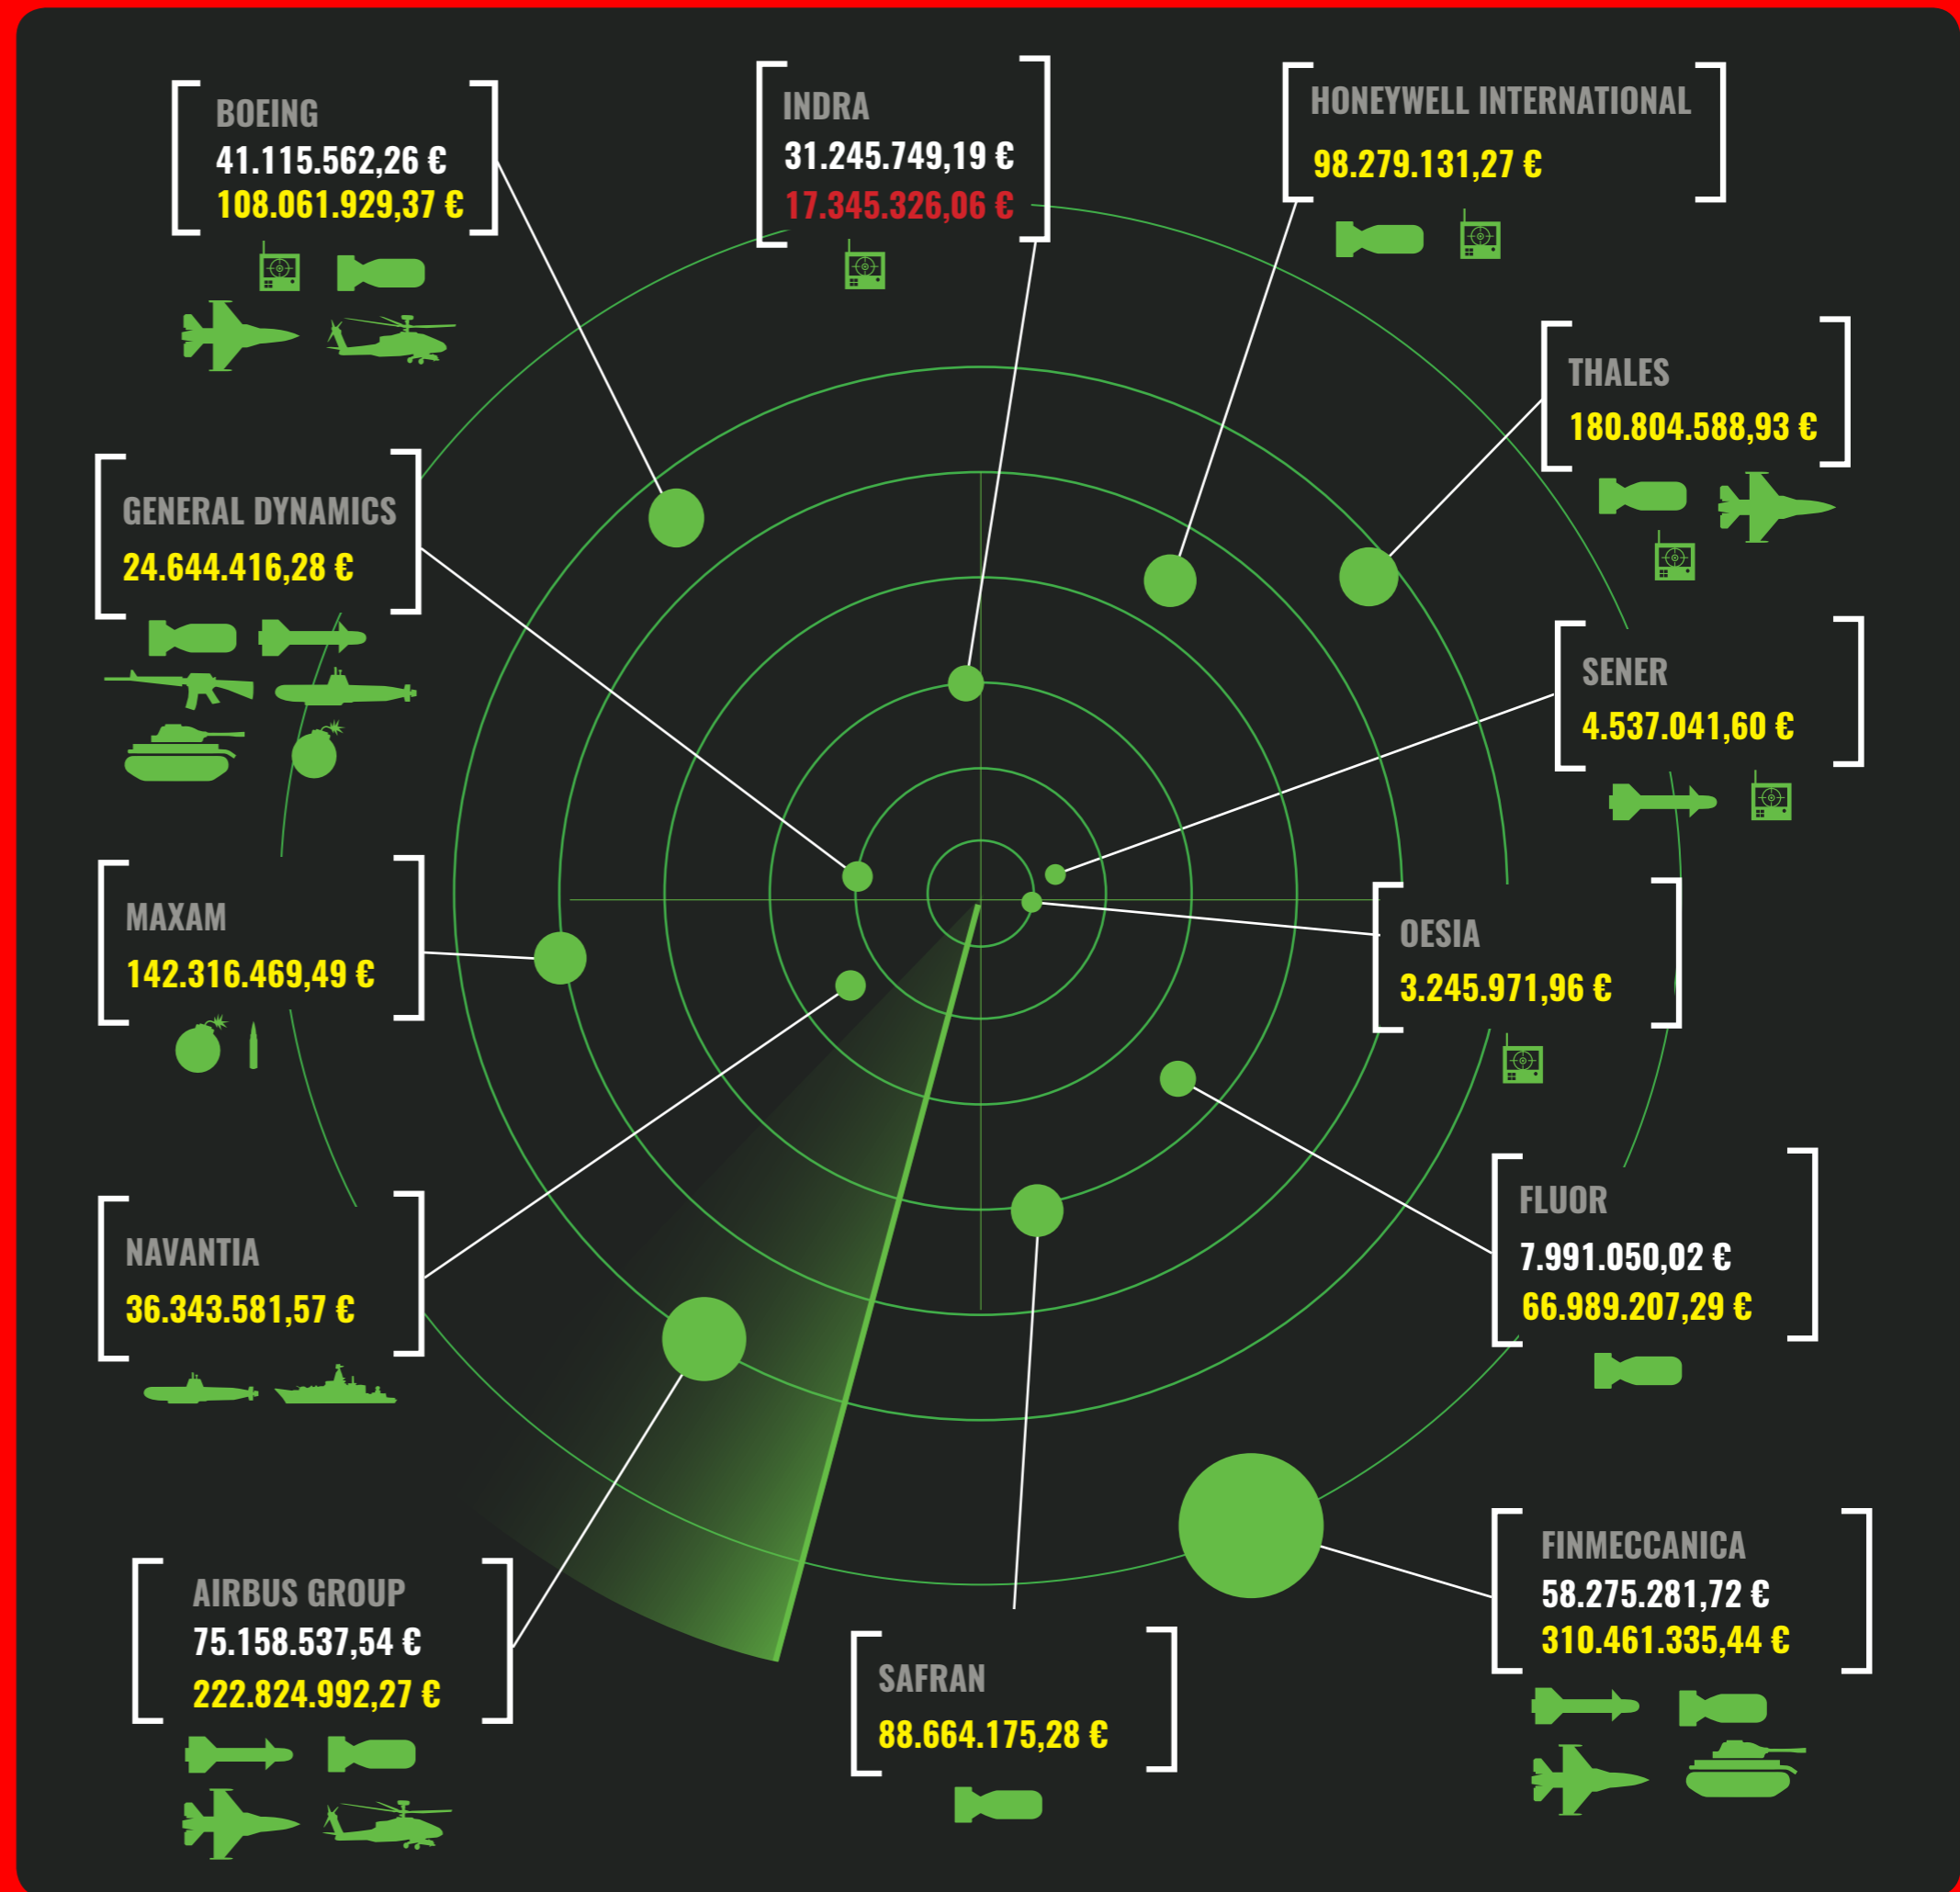 BOEING
41.115.562,26 €
108.061.929,37 €
INDRA
31.245.749,19 €
17.345.326,06 €
HONEYWELL INTERNATIONAL
98.279.131,27 €
THALES
180.804.588,93 €
GENERAL DYNAMICS
24.644.416,28 €
SENER
4.537.041,60 €
MAXAM
142.316.469,49 €
OESIA
3.245.971,96 €
NAVANTIA
36.343.581,57 €
FLUOR
7.991.050,02 €
66.989.207,29 €
AIRBUS GROUP
75.158.537,54 €
222.824.992,27 €
SAFRAN
88.664.175,28 €
FINMECCANICA
58.275.281,72 €
310.461.335,44 €